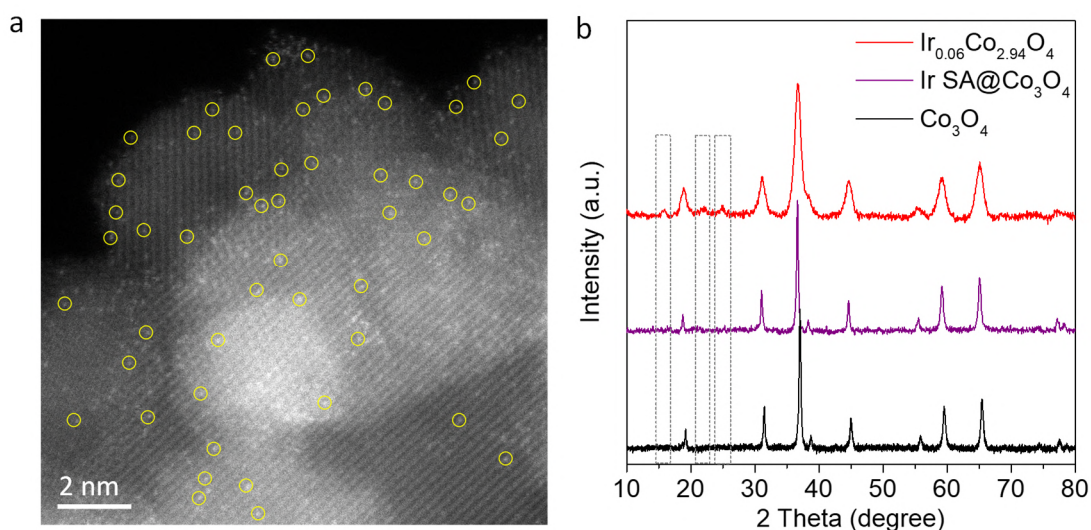 a
2 nm
b
Ir0.06Co2.94O4
Ir SA@Co3O4
Co3O4
Intensity (a.u.)
10 20 30 40 50 60 70 80
2 Theta (degree)